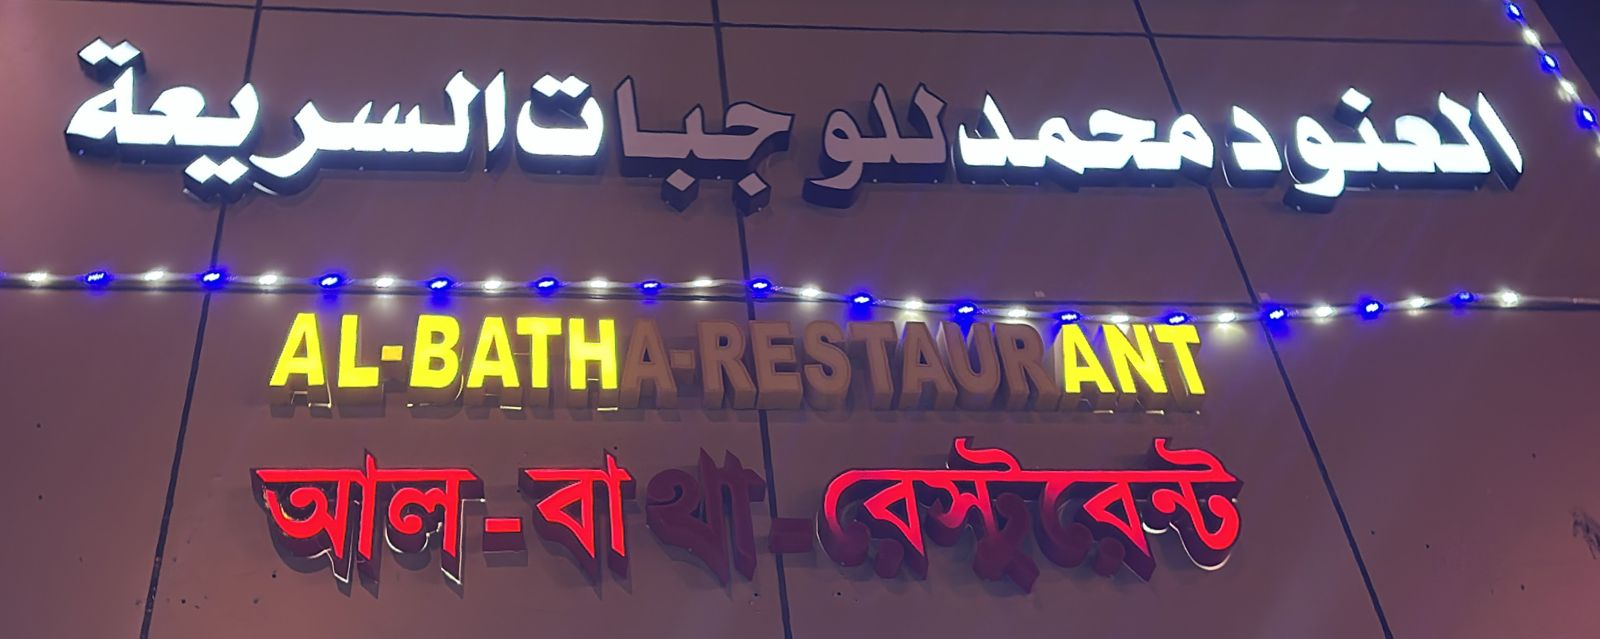 العنود محمد للوجبات السريعة
AL-BATHA-RESTAURANT
আল-বাথা-রেস্টুরেন্ট